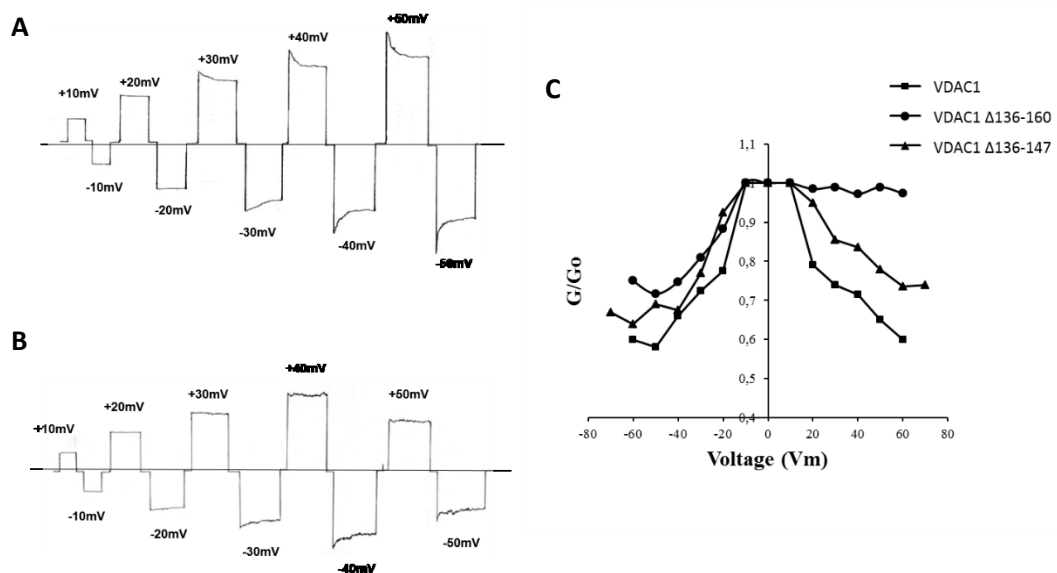 A
+10mV
+20mV
+30mV
+40mV
+50mV
-10mV
-20mV
-30mV
-40mV
-50mV
B
+10mV
+20mV
+30mV
+40mV
+50mV
-10mV
-20mV
-30mV
-40mV
-50mV
C
VDAC1
VDAC1 Δ136-160
VDAC1 Δ136-147
G/Go
1,1
1
0,9
0,8
0,7
0,6
0,5
0,4
-80 -60 -40 -20 0 20 40 60 80
Voltage (Vm)